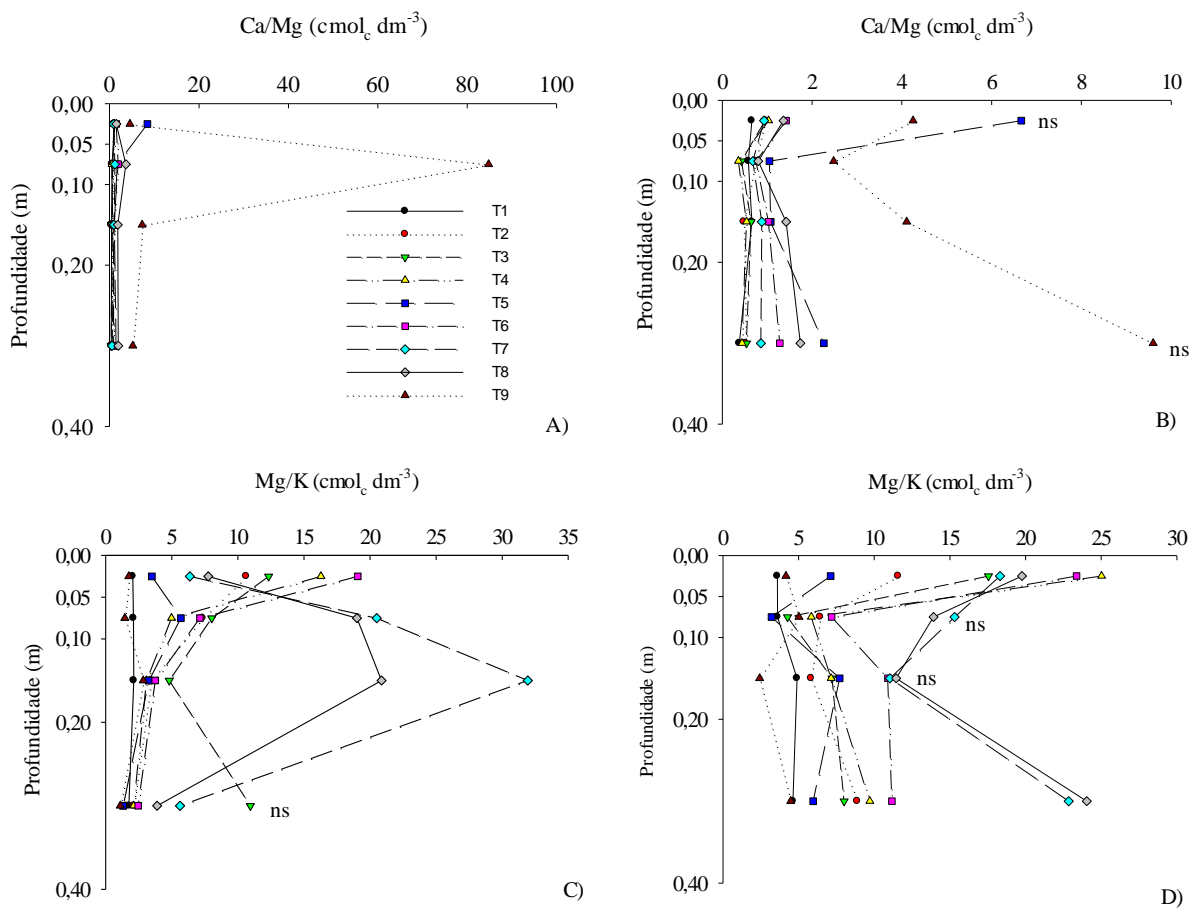 Ca/Mg (cmolc dm-3)
0 20 40 60 80 100
0,00
0,05
0,10
0,20
0,40
Profundidade (m)
T1
T2
T3
T4
T5
T6
T7
T8
T9
A)
Ca/Mg (cmolc dm-3)
0 2 4 6 8 10
0,00
0,05
0,10
0,20
0,40
Profundidade (m)
ns
ns
B)
Mg/K (cmolc dm-3)
0 5 10 15 20 25 30 35
0,00
0,05
0,10
0,20
0,40
Profundidade (m)
ns
C)
Mg/K (cmolc dm-3)
0 5 10 15 20 25 30
0,00
0,05
0,10
0,20
0,40
Profundidade (m)
ns
ns
D)